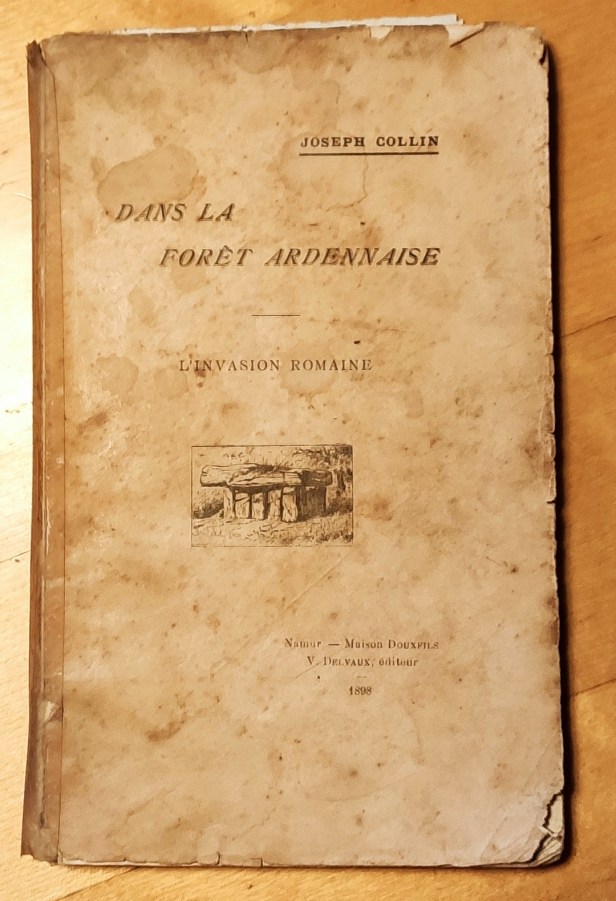 JOSEPH COLLIN
DANS LA
FORÊT ARDENNAISE
L'INVASION ROMAINE
Namur — Maison DOUXFILS
V. DELVAUX, éditeur
1898